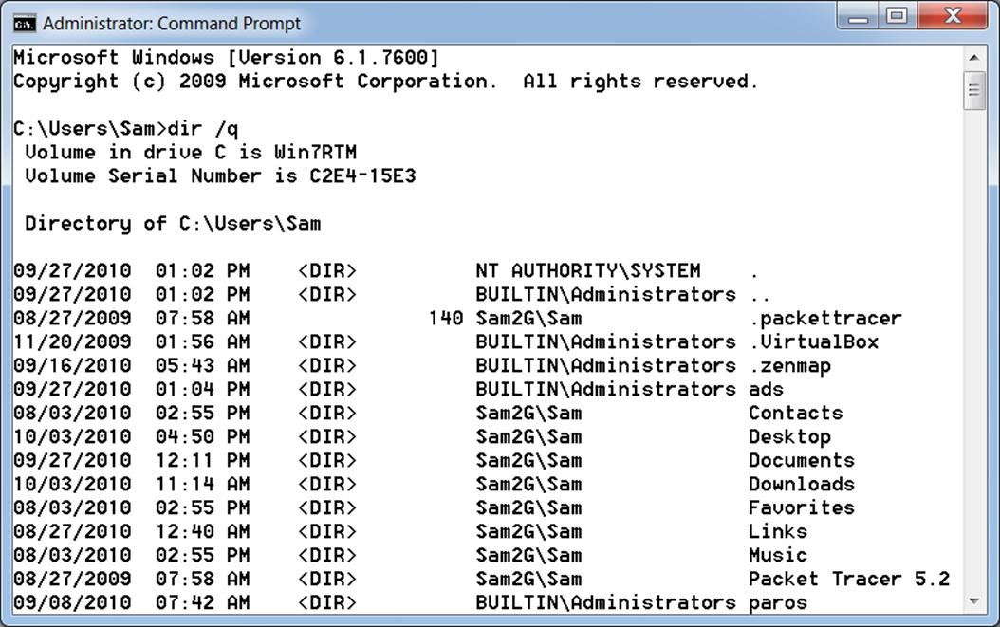 Administrator: Command Prompt
Microsoft Windows [Version 6.1.7600]
Copyright (c) 2009 Microsoft Corporation.  All rights reserved.
C:\Users\Sam>dir /q
 Volume in drive C is Win7RTM
 Volume Serial Number is C2E4-15E3
 Directory of C:\Users\Sam
09/27/2010  01:02 PM    <DIR>          NT AUTHORITY\SYSTEM    .
09/27/2010  01:02 PM    <DIR>          BUILTIN\Administrators ..
08/27/2009  07:58 AM               140 Sam2G\Sam              .packettracer
11/20/2009  01:56 AM    <DIR>          BUILTIN\Administrators .VirtualBox
09/16/2010  05:43 AM    <DIR>          BUILTIN\Administrators .zenmap
09/27/2010  01:04 PM    <DIR>          BUILTIN\Administrators ads
08/03/2010  02:55 PM    <DIR>          Sam2G\Sam              Contacts
10/03/2010  04:50 PM    <DIR>          Sam2G\Sam              Desktop
09/27/2010  12:11 PM    <DIR>          Sam2G\Sam              Documents
10/03/2010  11:14 AM    <DIR>          Sam2G\Sam              Downloads
08/03/2010  02:55 PM    <DIR>          Sam2G\Sam              Favorites
08/27/2010  12:40 AM    <DIR>          Sam2G\Sam              Links
08/03/2010  02:55 PM    <DIR>          Sam2G\Sam              Music
08/27/2009  07:58 AM    <DIR>          Sam2G\Sam              Packet Tracer 5.2
09/08/2010  07:42 AM    <DIR>          BUILTIN\Administrators paros